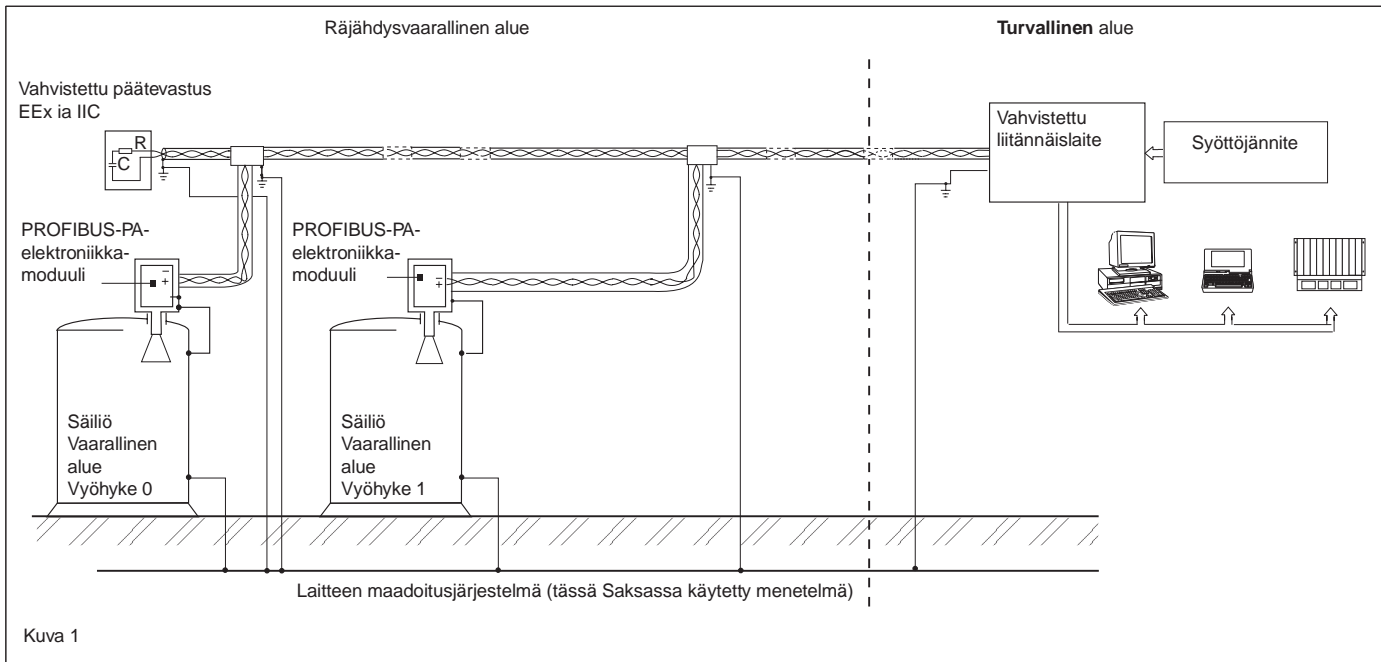 Räjähdysvaarallinen alue
Turvallinen alue
Vahvistettu päätevastus
EEx ia IIC
R
C
Vahvistettu
liitännäislaite
Syöttöjännite
PROFIBUS-PA-
elektroniikka-
moduuli
–
+
PROFIBUS-PA-
elektroniikka-
moduuli
–
+
Säiliö
Vaarallinen
alue
Vyöhyke 0
Säiliö
Vaarallinen
alue
Vyöhyke 1
Laitteen maadoitusjärjestelmä (tässä Saksassa käytetty menetelmä)
Kuva 1